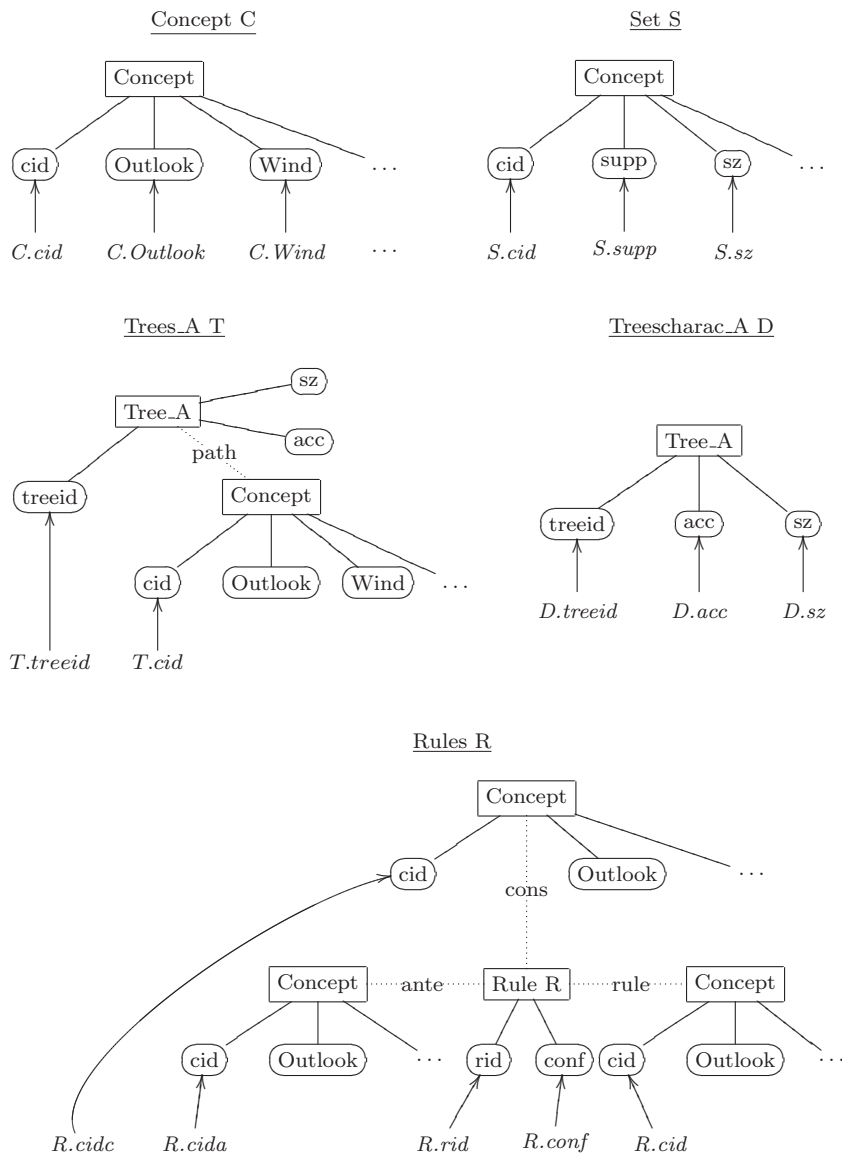 Concept C Set S
Concept Concept
cid Outlook Wind ... cid supp sz ...
C.cid C.Outlook C.Wind ... S.cid S.supp S.sz
Trees_A T Treescharac_A D
sz
Tree_A
acc
path
treeid Concept
cid Outlook Wind ...
T.treeid T.cid
Tree_A
treeid acc sz
D.treeid D.acc D.sz
Rules R
Concept
cid Outlook ...
cons
Concept ante Rule R rule Concept
cid Outlook ... rid conf cid Outlook ...
R.cidc R.cida R.rid R.conf R.cid